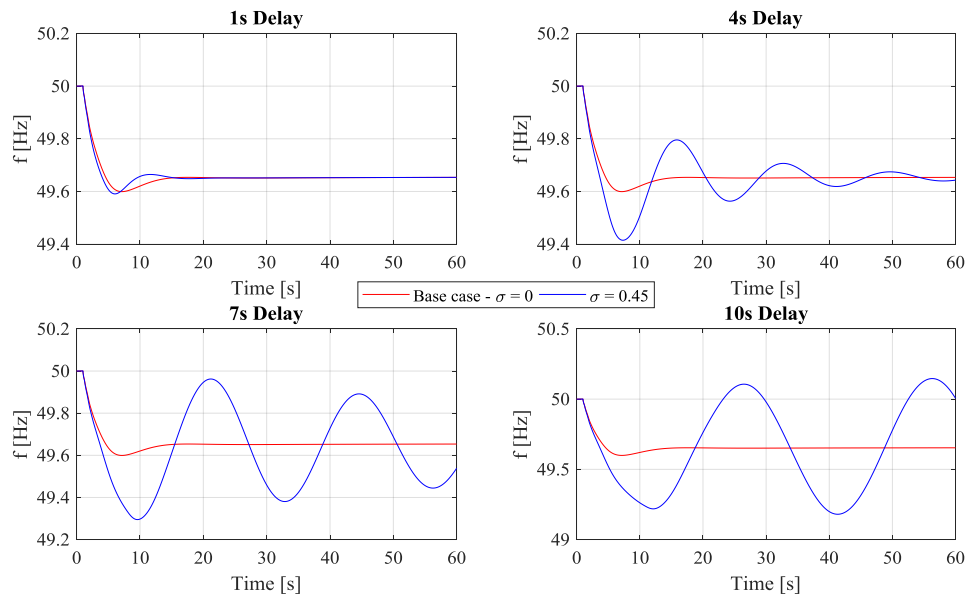 1s Delay
50.2
50
49.8
49.6
49.4
f [Hz]
0 10 20 30 40 50 60
Time [s]
4s Delay
50.2
50
49.8
49.6
49.4
f [Hz]
0 10 20 30 40 50 60
Time [s]
Base case - σ = 0 σ = 0.45
7s Delay
50.2
50
49.8
49.6
49.4
49.2
f [Hz]
0 10 20 30 40 50 60
Time [s]
10s Delay
50.5
50
49.5
49
f [Hz]
0 10 20 30 40 50 60
Time [s]